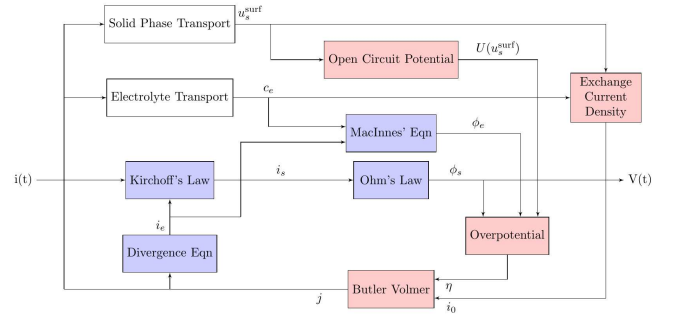 Solid Phase Transport
u_s^surf
Open Circuit Potential
U(u_s^surf)
Electrolyte Transport
c_e
Exchange
Current
Density
MacInnes' Eqn
ϕ_e
i(t)
Kirchoff's Law
i_s
Ohm's Law
ϕ_s
V(t)
i_e
Overpotential
Divergence Eqn
Butler Volmer
η
j
i_0